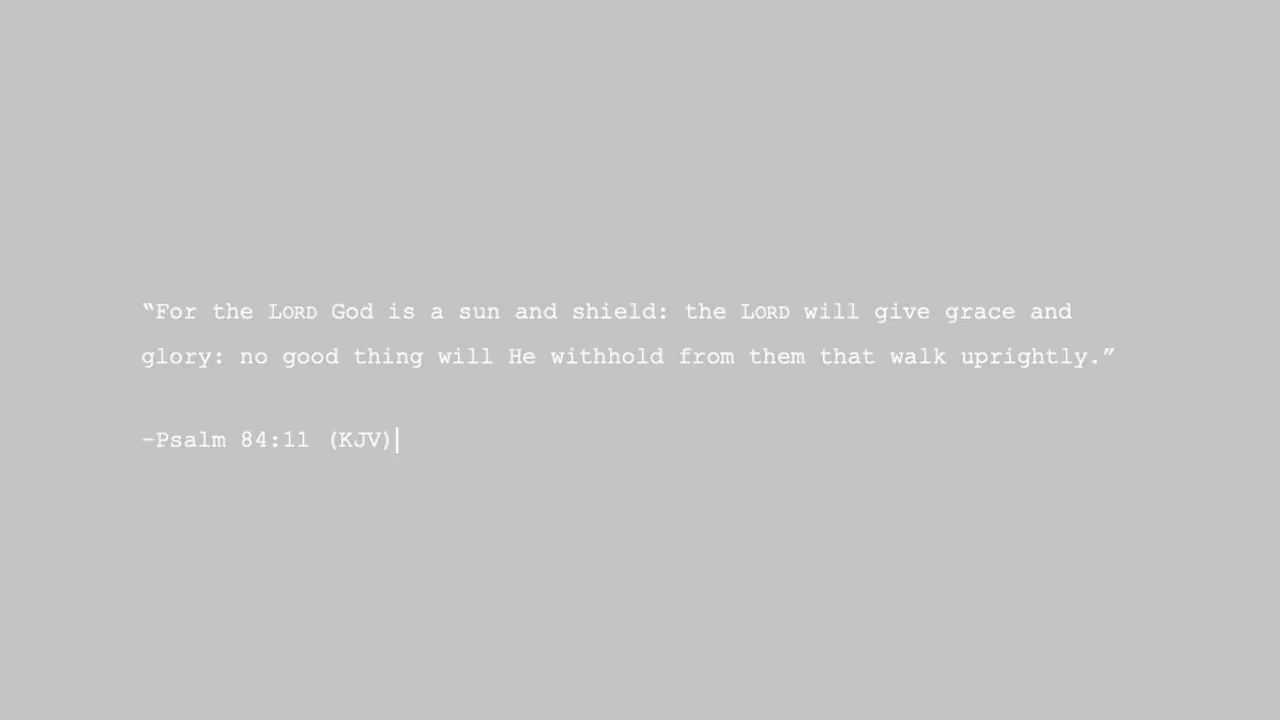 “For the LORD God is a sun and shield: the LORD will give grace and
glory: no good thing will He withhold from them that walk uprightly.”
–Psalm 84:11 (KJV)